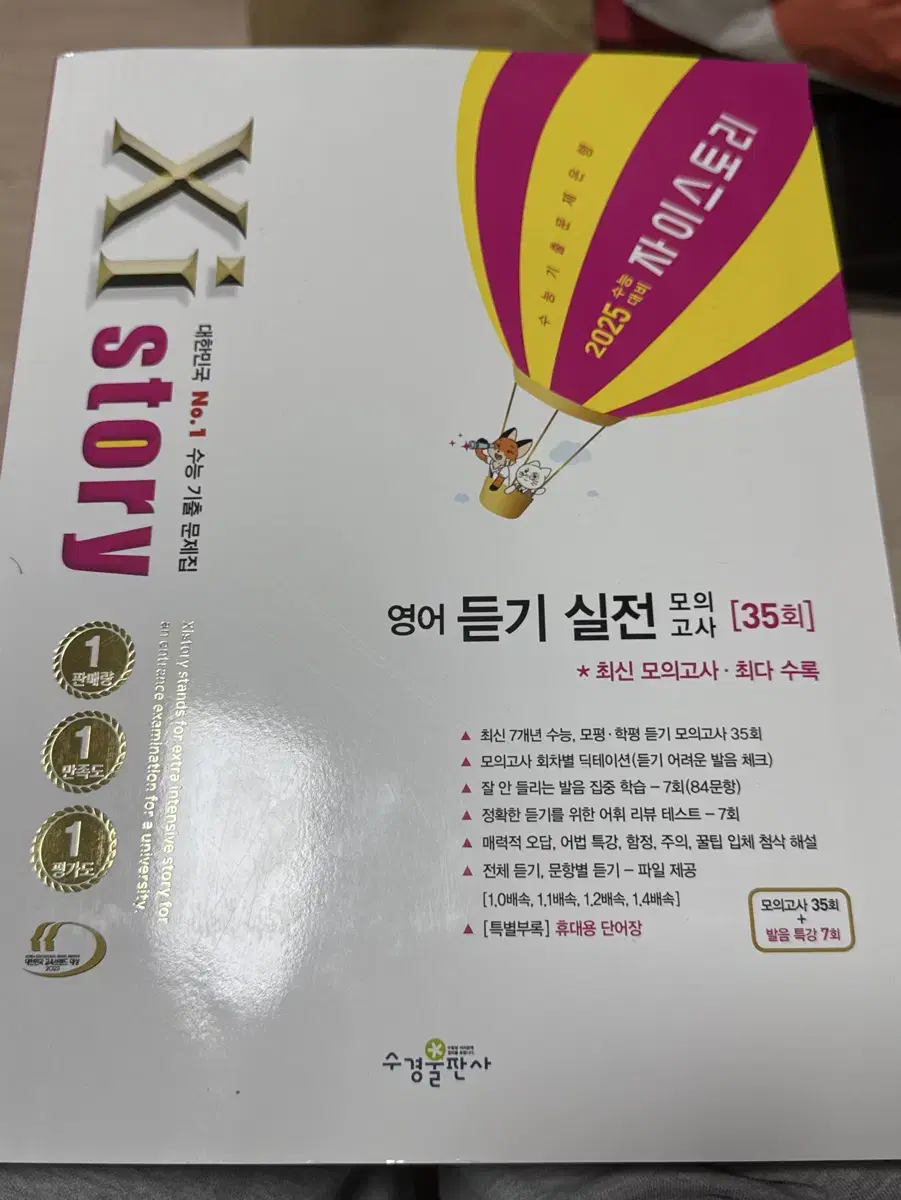 Xi
story
대한민국 No.1 수능 기출 문제집
Xistory stands for extra intensive story for
an entrance examination for a university.
수능기출문제은행
2025 수능
대비
자이스토리
영어 듣기 실전 모의
고사 [35회]
* 최신 모의고사·최다 수록
▲ 최신 7개년 수능, 모평·학평 듣기 모의고사 35회
▲ 모의고사 회차별 딕테이션(듣기 어려운 발음 체크)
▲ 잘 안 들리는 발음 집중 학습 – 7회(84문항)
▲ 정확한 듣기를 위한 어휘 리뷰 테스트 – 7회
▲ 매력적 오답, 어법 특강, 함정, 주의, 꿀팁 입체 첨삭 해설
▲ 전체 듣기, 문항별 듣기 – 파일 제공
[1.0배속, 1.1배속, 1.2배속, 1.4배속]
▲ [특별부록] 휴대용 단어장
모의고사 35회
+
발음 특강 7회
1
판매량
1
만족도
1
평가도
대한민국 교육브랜드 대상
2023
수경출판사